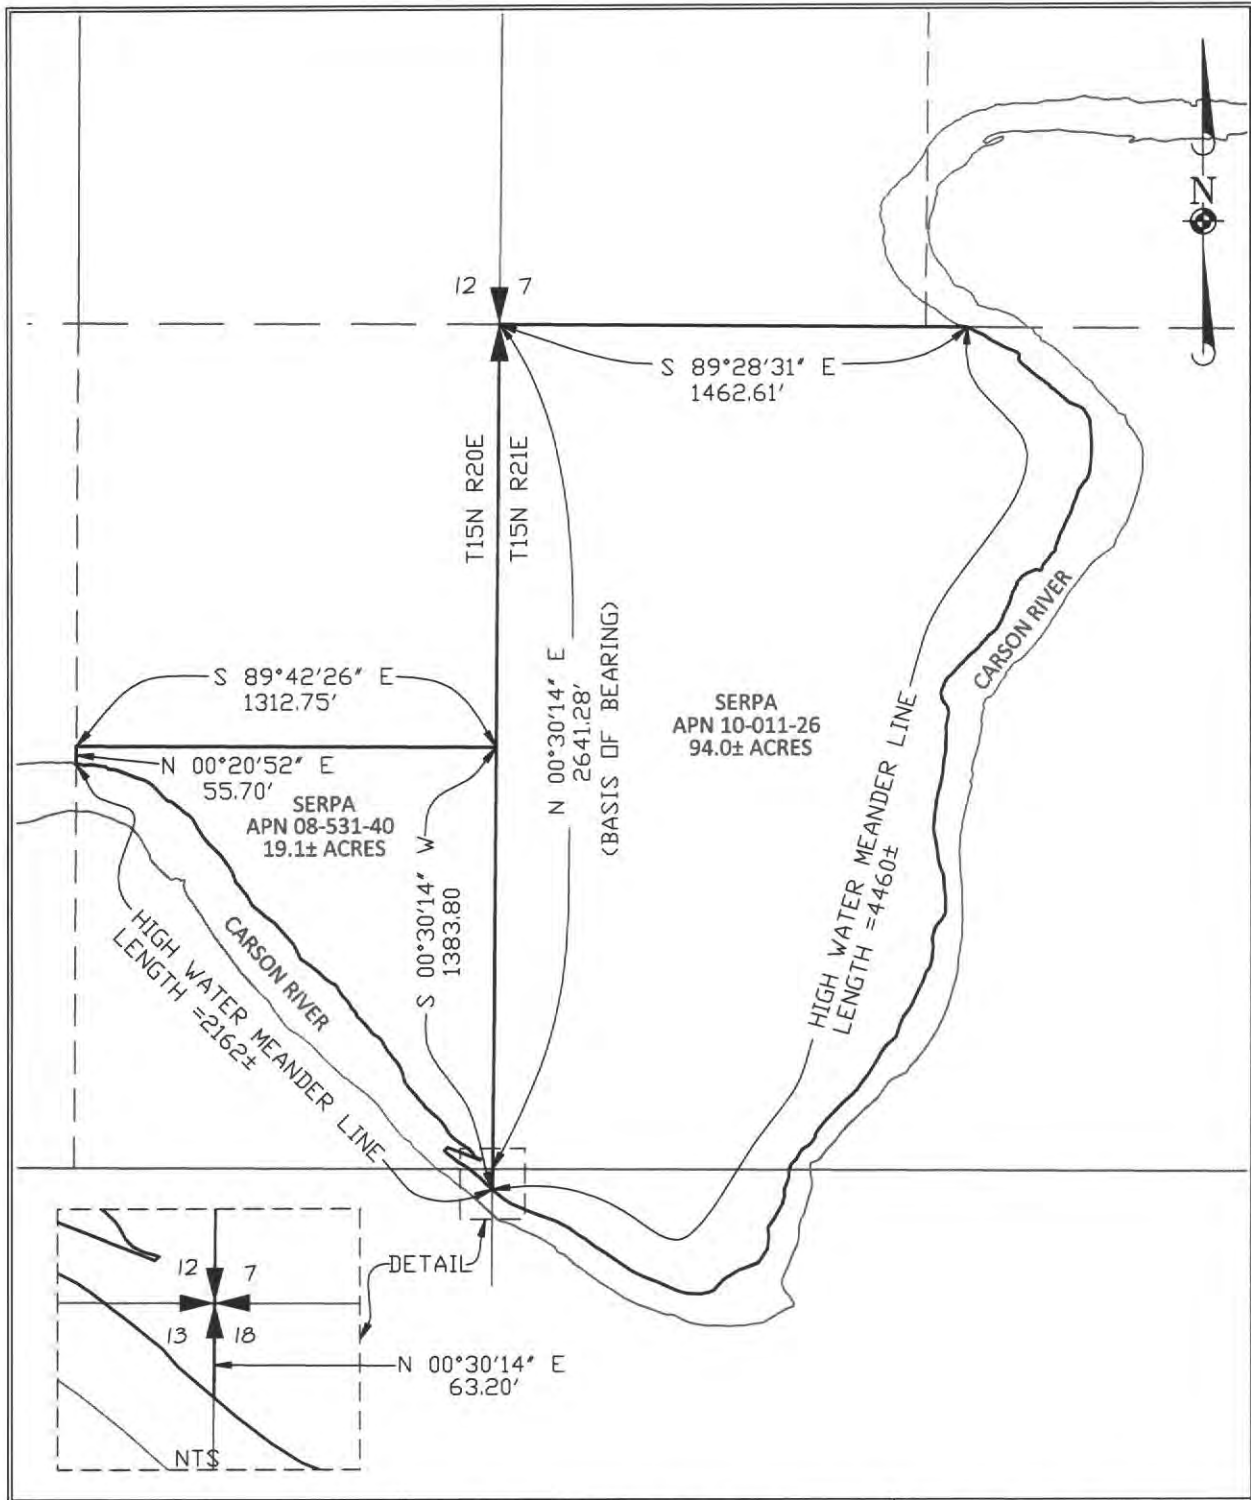 N
12 7
S 89°28'31" E
1462.61'
T15N R20E
T15N R21E
S 89°42'26" E
1312.75'
N 00°20'52" E
55.70'
SERPA
APN 08-531-40
19.1± ACRES
S 00°30'14" W
1383.80
N 00°30'14" E
2641.28'
(BASIS OF BEARING)
SERPA
APN 10-011-26
94.0± ACRES
CARSON RIVER
HIGH WATER MEANDER LINE
LENGTH =4460±
CARSON RIVER
HIGH WATER MEANDER LINE
LENGTH =2162±
DETAIL
12 7
13 18
N 00°30'14" E
63.20'
NTS